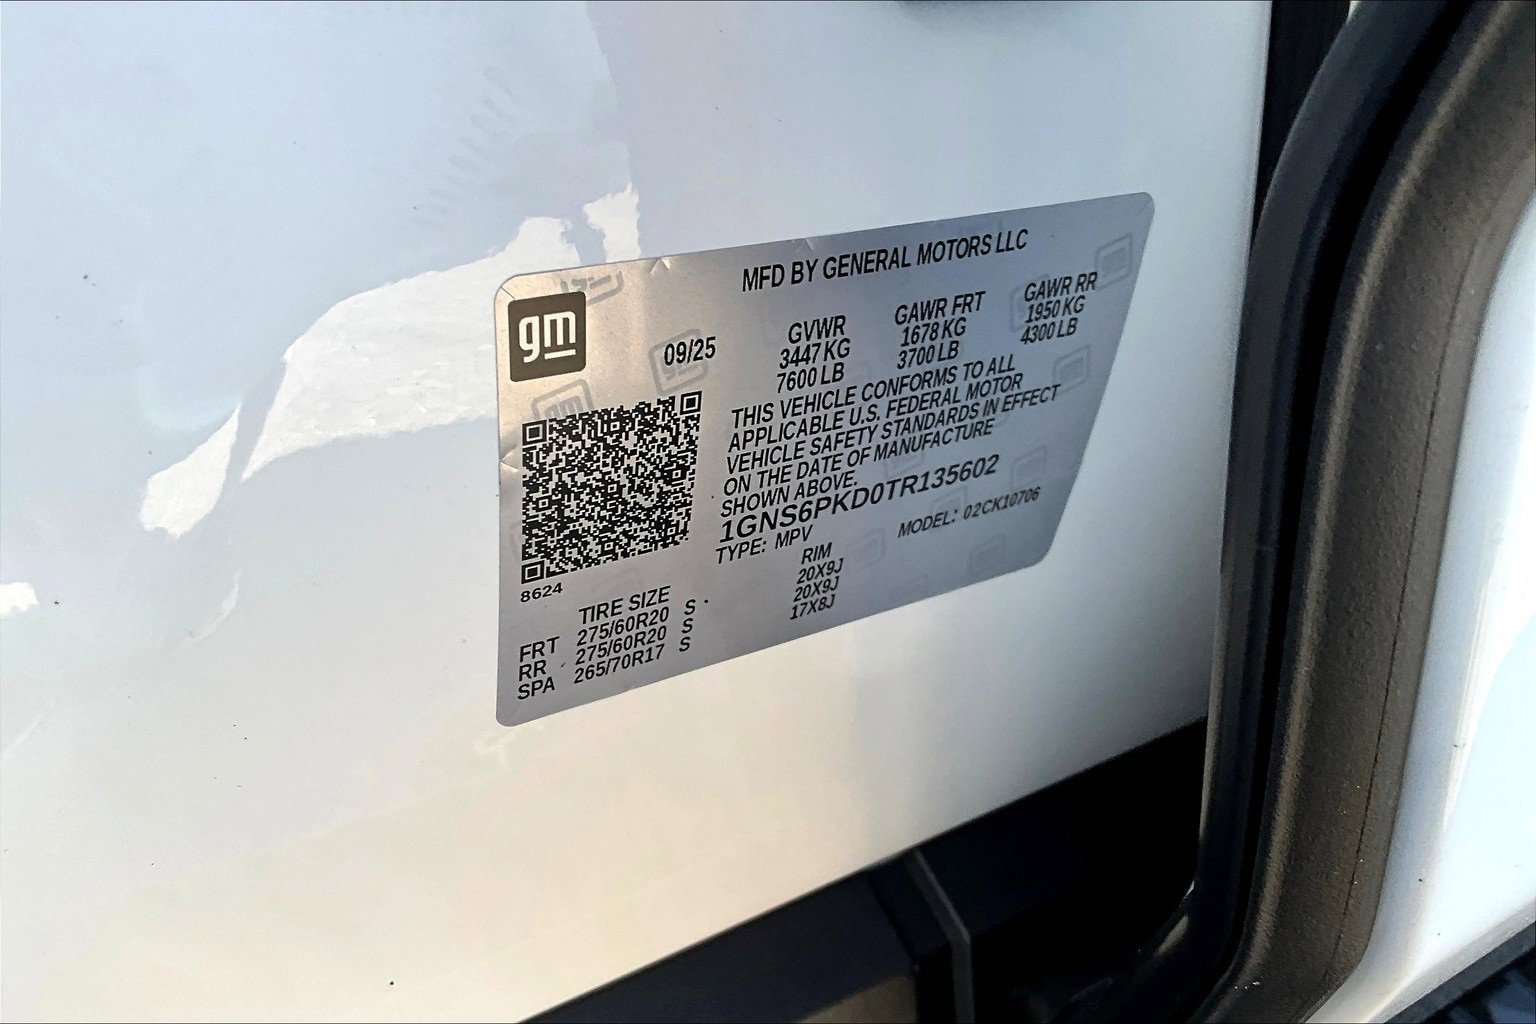 MFD BY GENERAL MOTORS LLC
gm
09/25
GVWR GAWR FRT GAWR RR
3447 KG 1678 KG 1950 KG
7600 LB 3700 LB 4300 LB
THIS VEHICLE CONFORMS TO ALL
APPLICABLE U.S. FEDERAL MOTOR
VEHICLE SAFETY STANDARDS IN EFFECT
ON THE DATE OF MANUFACTURE
SHOWN ABOVE.
1GNS6PKD0TR135602
TYPE: MPV MODEL: 02CK10706
8624
TIRE SIZE RIM
FRT 275/60R20 S 20X9J
RR 275/60R20 S 20X9J
SPA 265/70R17 S 17X8J